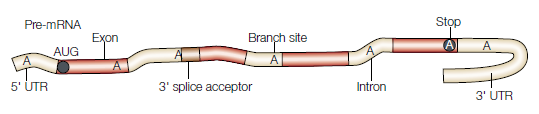 Pre-mRNA
Stop
Exon
Branch site
AUG
A
A
A
A
A
A
A
5' UTR
3' splice acceptor
Intron
3' UTR